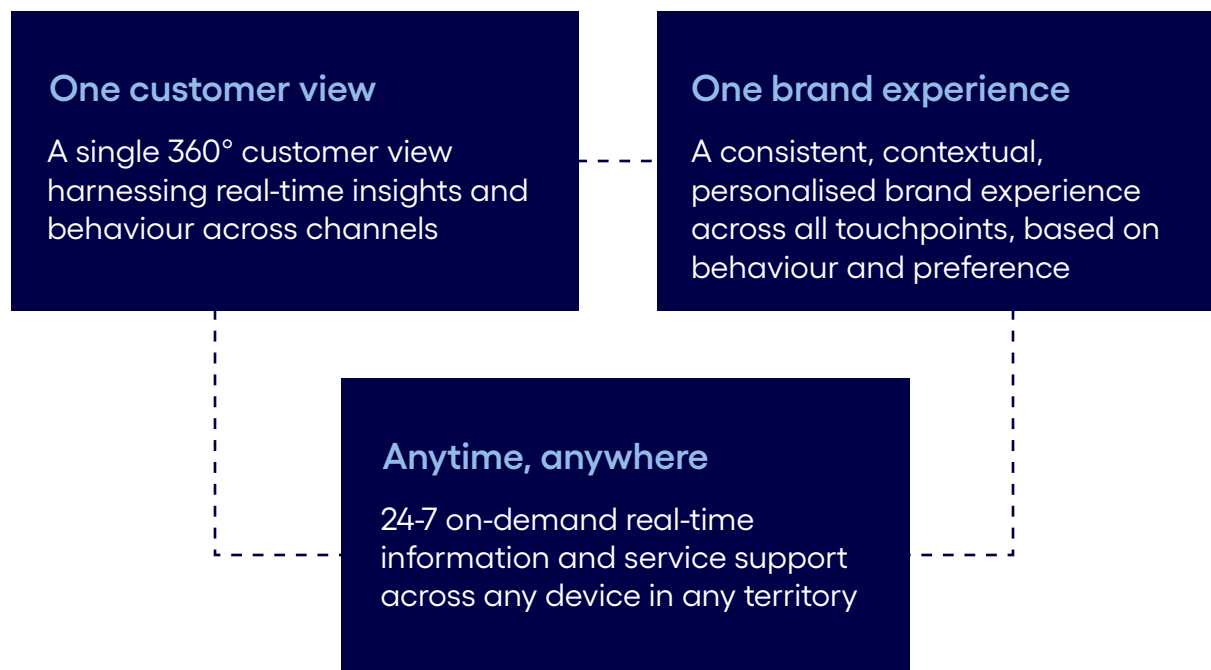 One customer view
A single 360° customer view
harnessing real-time insights and
behaviour across channels
One brand experience
A consistent, contextual,
personalised brand experience
across all touchpoints, based on
behaviour and preference
Anytime, anywhere
24-7 on-demand real-time
information and service support
across any device in any territory